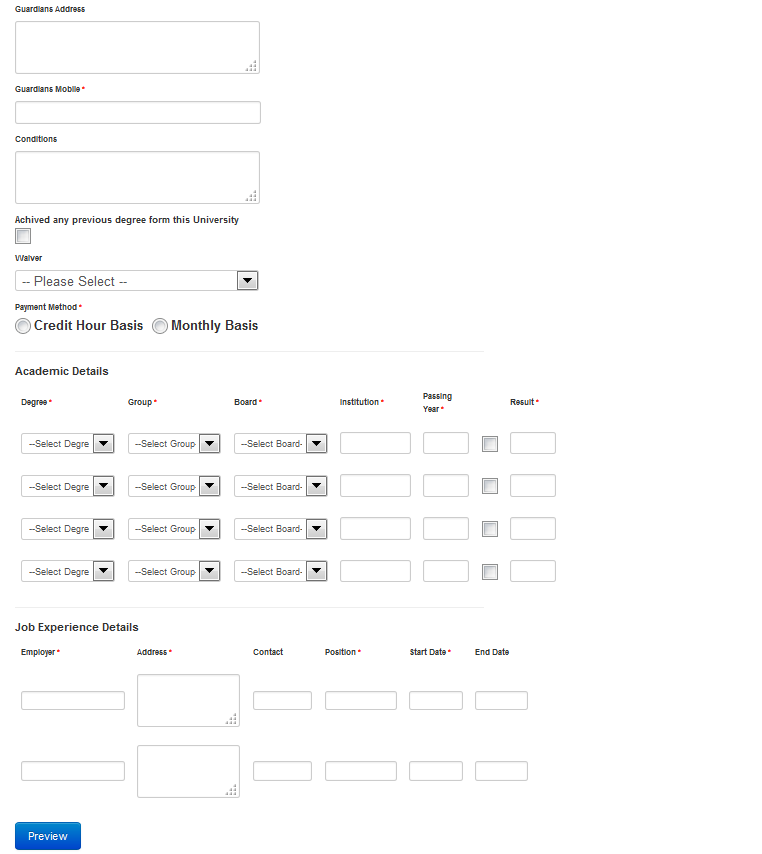 Guardians Address
Guardians Mobile *
Conditions
Achived any previous degree form this University
Waiver
-- Please Select --
Payment Method *
Credit Hour Basis Monthly Basis
Academic Details
Degree * Group * Board * Institution * Passing Year * Result *
--Select Degre --Select Group --Select Board-
--Select Degre --Select Group --Select Board-
--Select Degre --Select Group --Select Board-
--Select Degre --Select Group --Select Board-
Job Experience Details
Employer * Address * Contact Position * Start Date * End Date
Preview